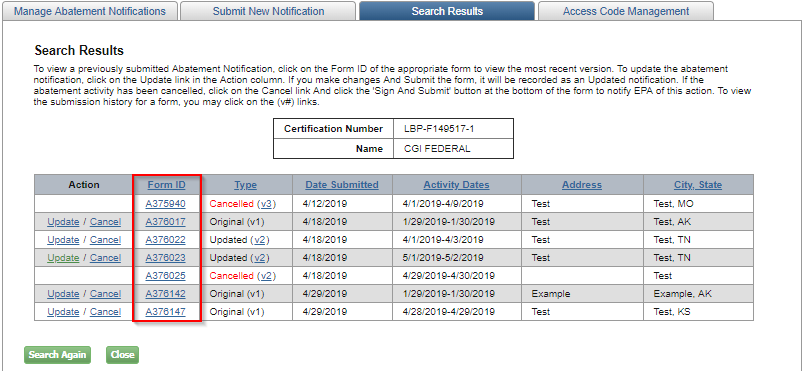 Manage Abatement Notifications Submit New Notification Search Results Access Code Management
Search Results
To view a previously submitted Abatement Notification, click on the Form ID of the appropriate form to view the most recent version. To update the abatement
notification, click on the Update link in the Action column. If you make changes And Submit the form, it will be recorded as an Updated notification. If the
abatement activity has been cancelled, click on the Cancel link And click the 'Sign And Submit' button at the bottom of the form to notify EPA of this action. To view
the submission history for a form, you may click on the (v#) links.
Certification Number LBP-F149517-1
Name CGI FEDERAL
Action Form ID Type Date Submitted Activity Dates Address City, State
A375940 Cancelled (v3) 4/12/2019 4/1/2019-4/9/2019 Test Test, MO
Update / Cancel A376017 Original (v1) 4/18/2019 1/29/2019-1/30/2019 Test Test, AK
Update / Cancel A376022 Updated (v2) 4/18/2019 4/1/2019-4/3/2019 Test Test, TN
Update / Cancel A376023 Updated (v2) 4/18/2019 5/1/2019-5/2/2019 Test Test, TN
A376025 Cancelled (v2) 4/18/2019 4/29/2019-4/30/2019 Test
Update / Cancel A376142 Original (v1) 4/29/2019 1/29/2019-1/30/2019 Example Example, AK
Update / Cancel A376147 Original (v1) 4/29/2019 4/28/2019-4/29/2019 Test Test, KS
Search Again Close